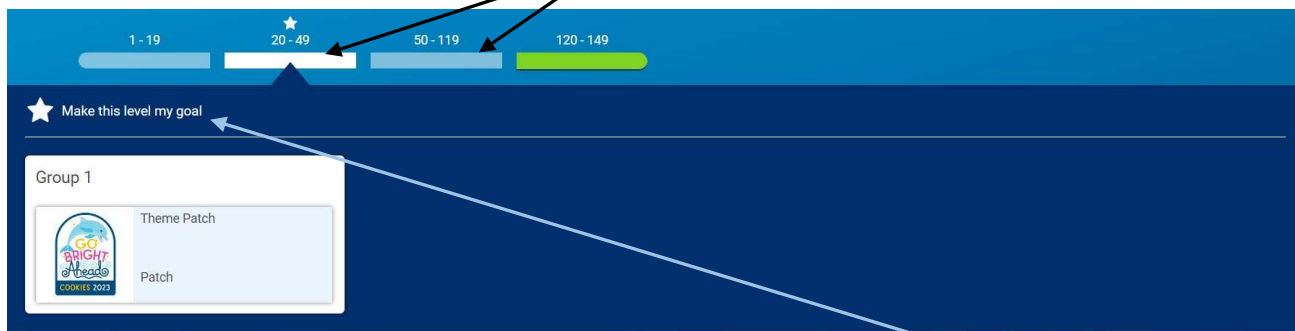 1 - 19
20 - 49
50 - 119
120 - 149
Make this level my goal
Group 1
Theme Patch
GO
BRIGHT
Ahead
COOKIES 2023
Patch